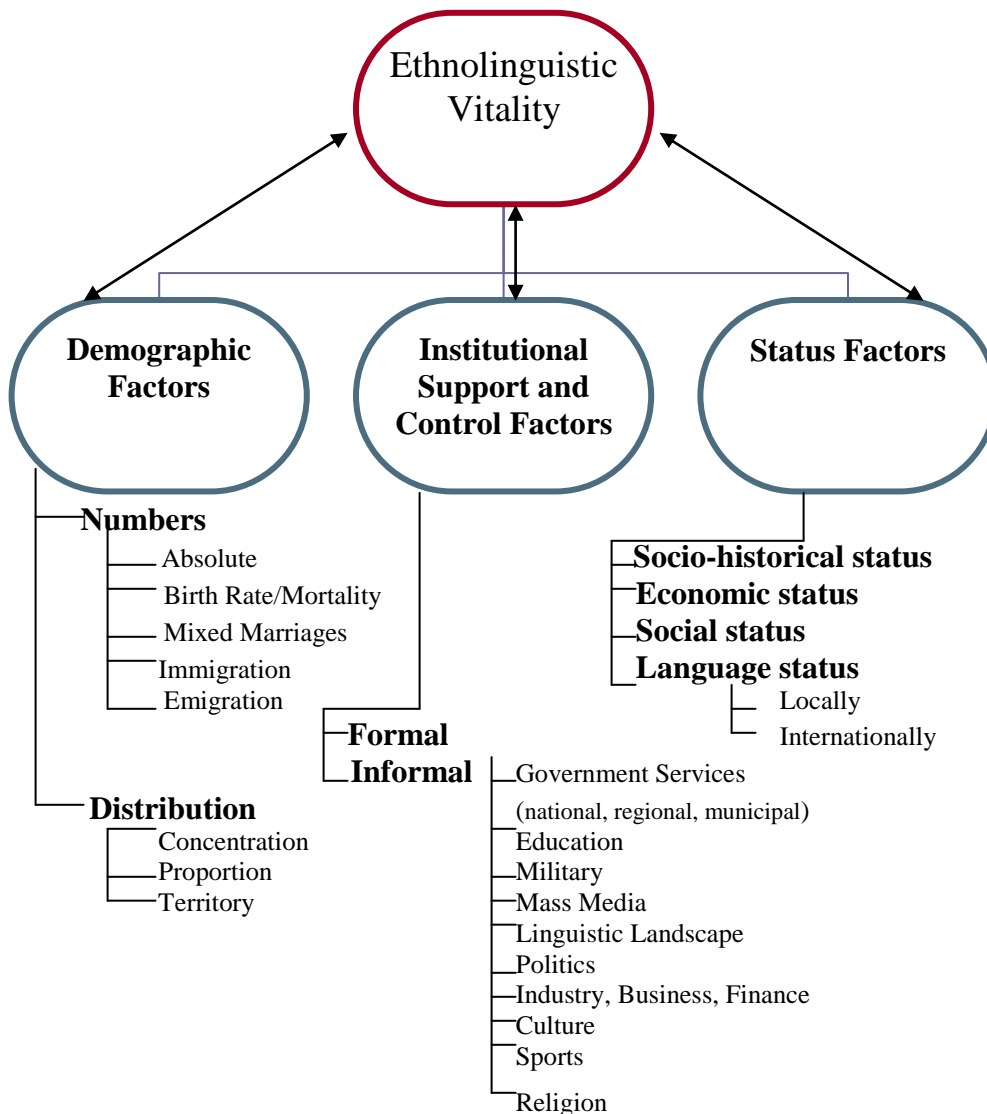 Ethnolinguistic
Vitality
Demographic
Factors
Institutional
Support and
Control Factors
Status Factors
Numbers
Absolute
Birth Rate/Mortality
Mixed Marriages
Immigration
Emigration
Distribution
Concentration
Proportion
Territory
Formal
Informal
Government Services
(national, regional, municipal)
Education
Military
Mass Media
Linguistic Landscape
Politics
Industry, Business, Finance
Culture
Sports
Religion
Socio-historical status
Economic status
Social status
Language status
Locally
Internationally